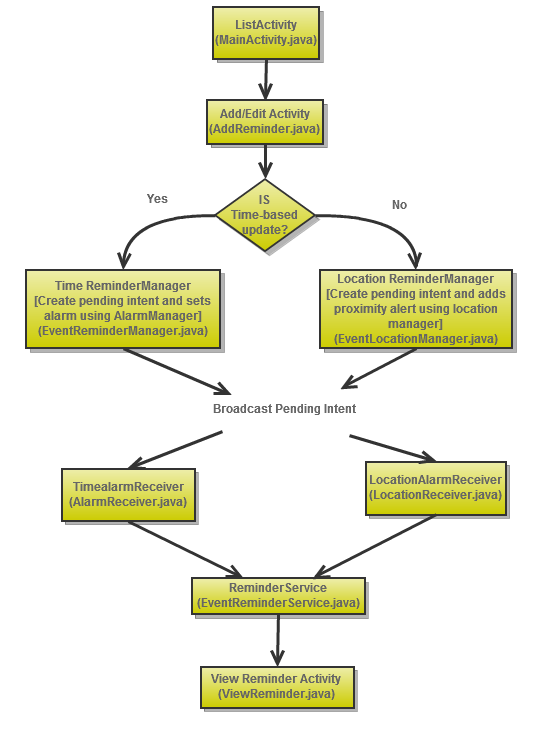 ListActivity
(MainActivity.java)
Add/Edit Activity
(AddReminder.java)
IS
Time-based
update?
Yes
No
Time ReminderManager
[Create pending intent and sets
alarm using AlarmManager]
(EventReminderManager.java)
Location ReminderManager
[Create pending intent and adds
proximity alert using location
manager]
(EventLocationManager.java)
Broadcast Pending Intent
TimealarmReceiver
(AlarmReceiver.java)
LocationAlarmReceiver
(LocationReceiver.java)
ReminderService
(EventReminderService.java)
View Reminder Activity
(ViewReminder.java)